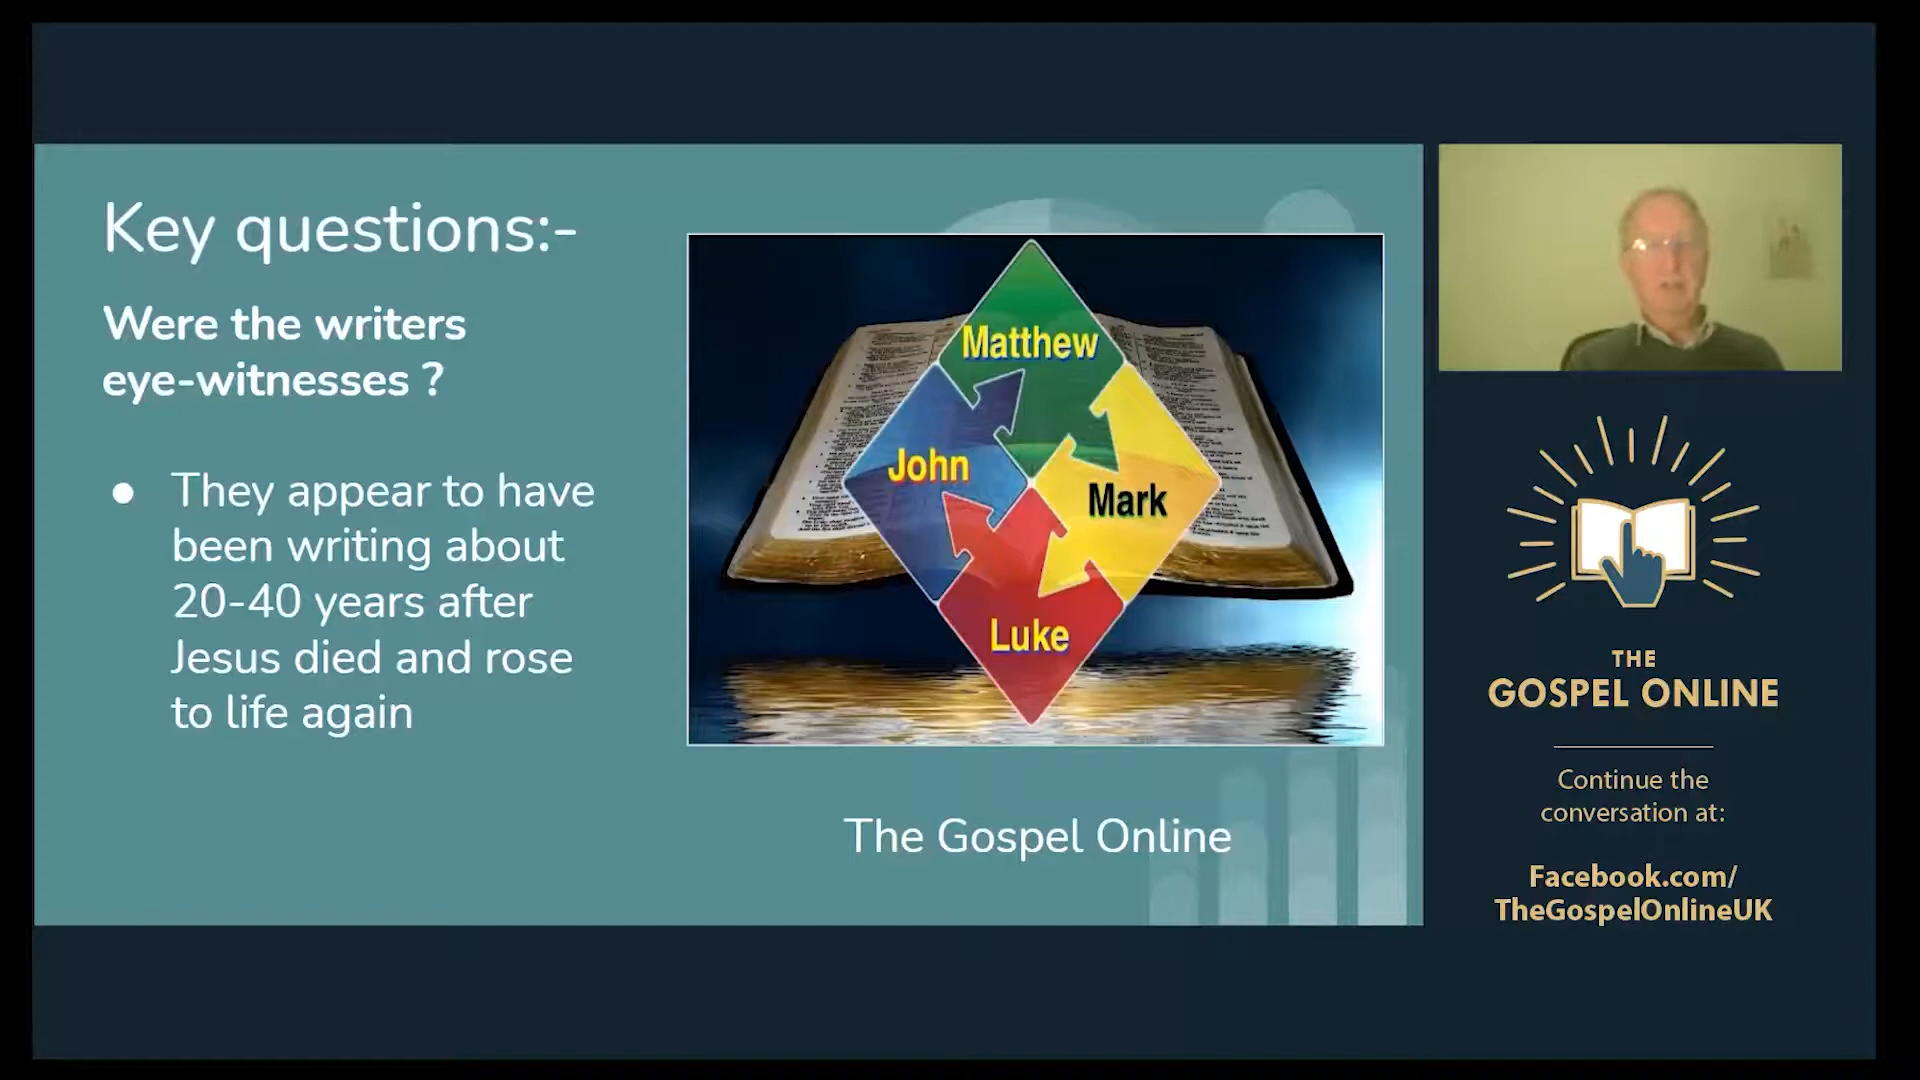 Key questions:-
Were the writers
eye-witnesses ?
● They appear to have
been writing about
20-40 years after
Jesus died and rose
to life again
Matthew
John
Mark
Luke
The Gospel Online
THE
GOSPEL ONLINE
Continue the
conversation at:
Facebook.com/
TheGospelOnlineUK